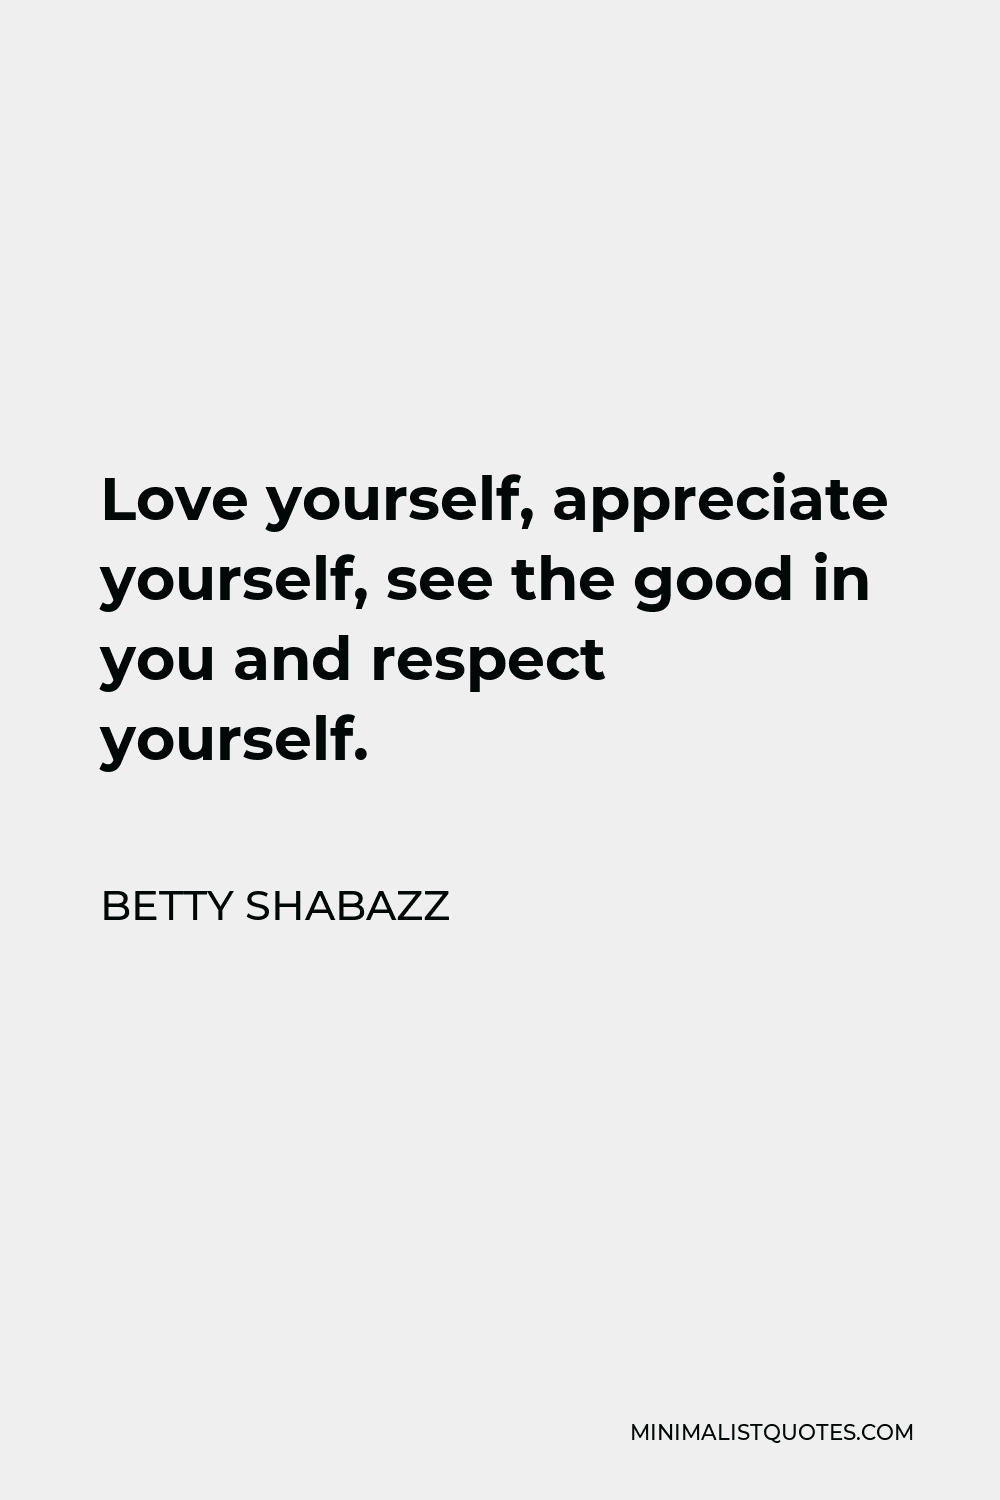 Love yourself, appreciate
yourself, see the good in
you and respect
yourself.
BETTY SHABAZZ
MINIMALISTQUOTES.COM